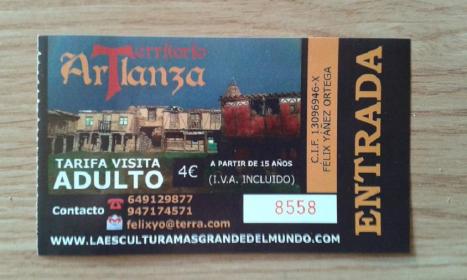 Territorio
ArTlanza
TARIFA VISITA
ADULTO
4€
A PARTIR DE 15 AÑOS
(I.V.A. INCLUIDO)
Contacto
649129877
947174571
felixyo@terra.com
8558
WWW.LAESCULTURAMASGRANDEDELMUNDO.COM
C.I.F. 13096946-X
FELIX YAÑEZ ORTEGA
ENTRADA